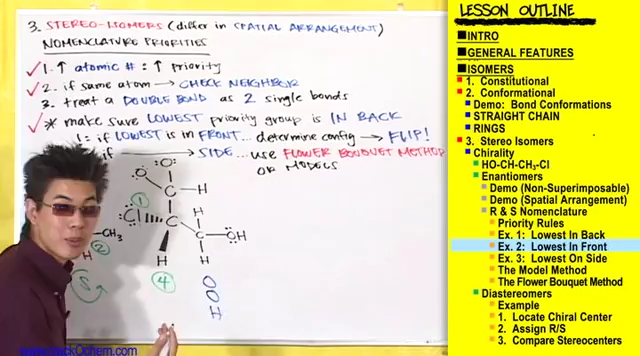 3. STEREO-ISOMERS (differ in SPATIAL ARRANGEMENT)
NOMENCLATURE PRIORITIES
✓ 1. ↑ atomic # : ↑ priority
✓ 2. if same atom → CHECK NEIGHBOR
3. treat a DOUBLE BOND as 2 single bonds
✓ * make sure LOWEST priority group is IN BACK
1: if LOWEST is in FRONT... determine config → FLIP!
if
SIDE... use FLOWER BOUQUET METHOD
OR MODELS
O
O
C
H
① Cl
C
H
C
OH
H
H
④
CH₃
②
H
S
O
O
H
LESSON OUTLINE
INTRO
GENERAL FEATURES
ISOMERS
1. Constitutional
2. Conformational
Demo: Bond Conformations
STRAIGHT CHAIN
RINGS
3. Stereo Isomers
Chirality
HO-CH-CH₃-Cl
Enantiomers
Demo (Non-Superimposable)
Demo (Spatial Arrangement)
R & S Nomenclature
Priority Rules
Ex. 1: Lowest In Back
Ex. 2: Lowest In Front
Ex. 3: Lowest On Side
The Model Method
The Flower Bouquet Method
Diastereomers
Example
1. Locate Chiral Center
2. Assign R/S
3. Compare Stereocenters